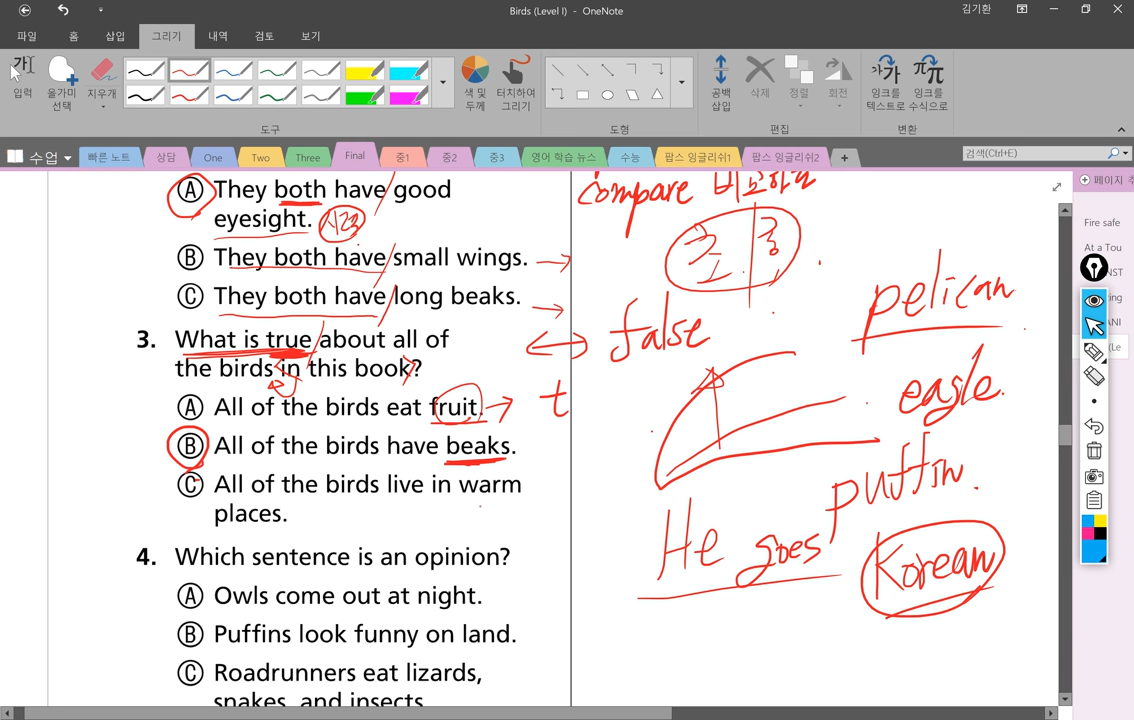 Birds (Level I) - OneNote
김기환
파일 홈 삽입 그리기 내역 검토 보기
입력
올가미 선택
지우개
색 및 두께
터치하여 그리기
공백 삽입
삭제
정렬
회전
잉크를 텍스트로
잉크를 수식으로
도구
도형
편집
변환
수업
빠른 노트 상담 One Two Three Final 중1 중2 중3 영어 학습 뉴스 수능 팝스 잉글리쉬1 팝스 잉글리쉬2
검색(Ctrl+E)
페이지 추
Fire safe
At a Tou
NST
ting
ANI
(Le
A They both have good
eyesight. 시력
B They both have small wings.
C They both have long beaks.
3. What is true about all of
the birds in this book?
A All of the birds eat fruit.
B All of the birds have beaks.
C All of the birds live in warm
places.
4. Which sentence is an opinion?
A Owls come out at night.
B Puffins look funny on land.
C Roadrunners eat lizards,
snakes, and insects.
compare 비교하다
pelican
false
t
eagle
puffin
He goes
Korean